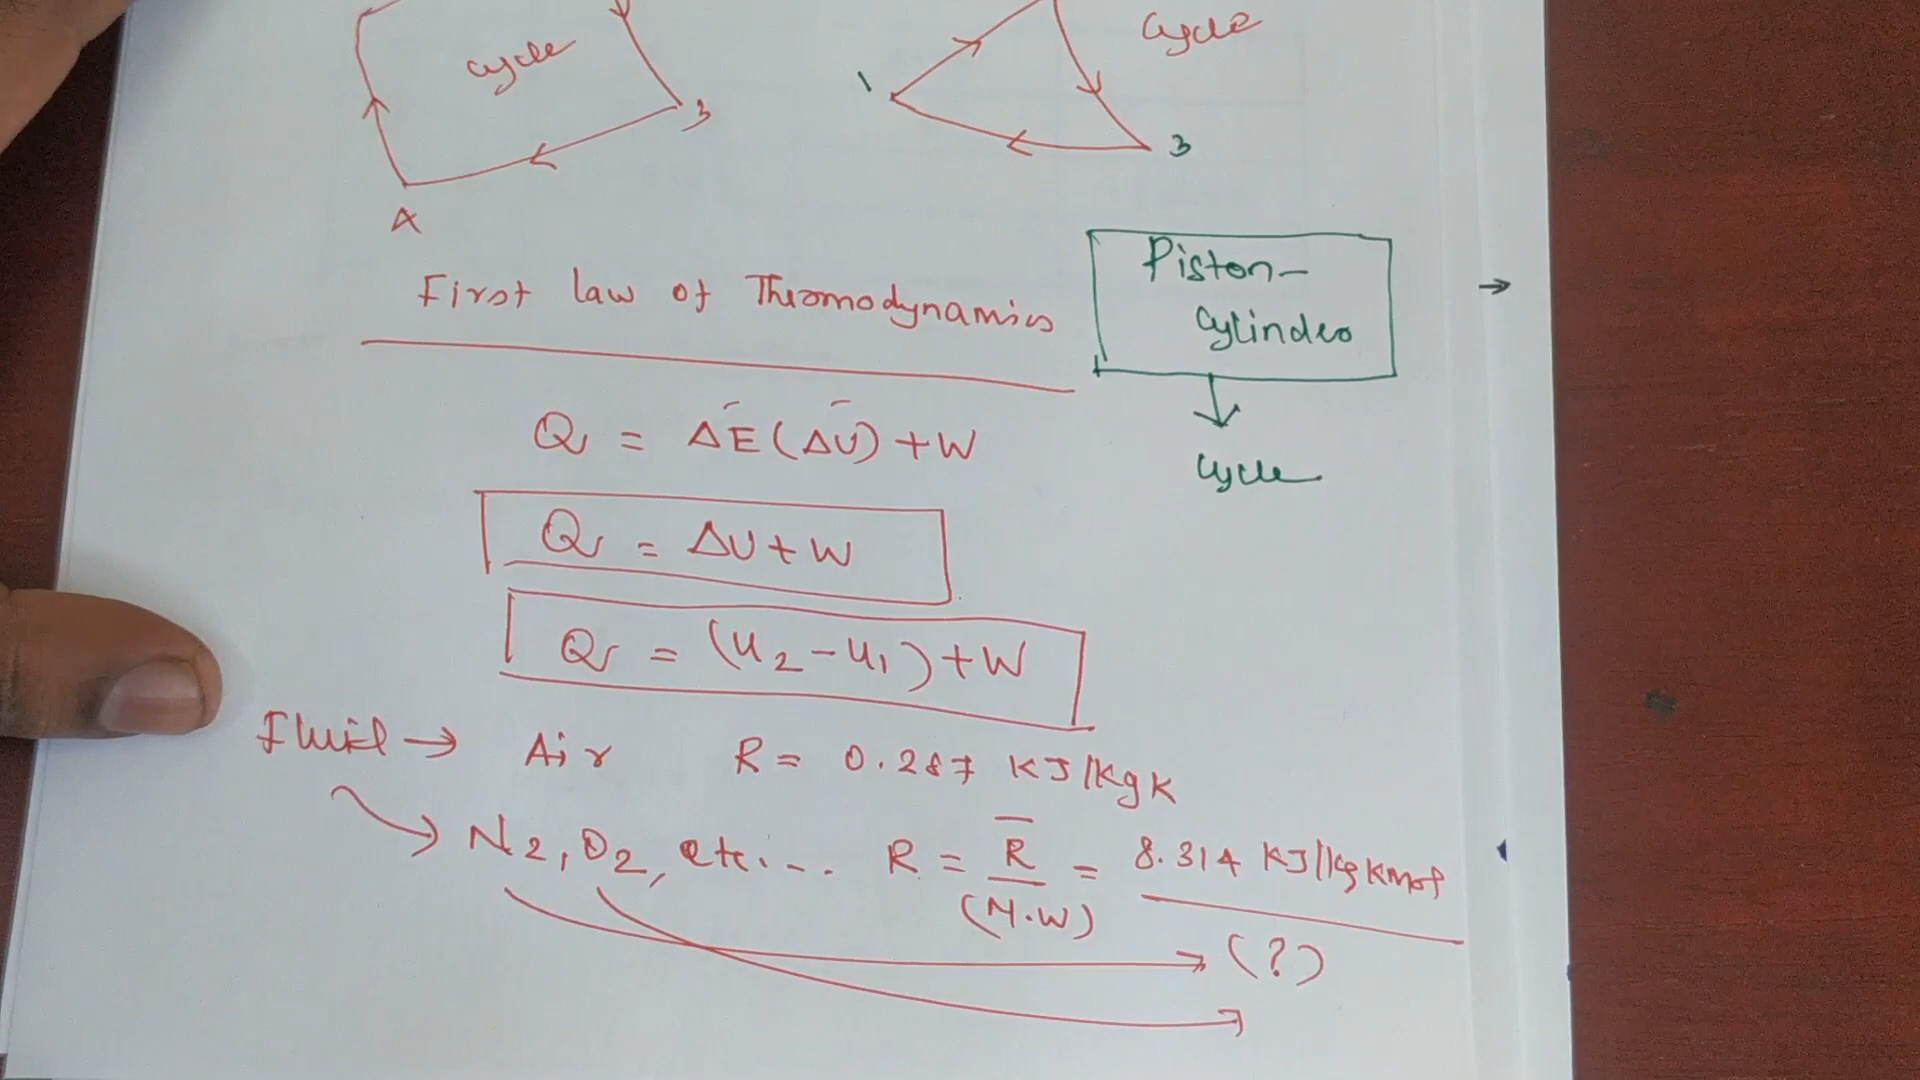 cycle
cycle
3
1
3
A
First law of Thermodynamics
Piston-
cylinder
cycle
Q = ΔE (ΔU) + W
Q = ΔU + W
Q = (U2 - U1) + W
Fluid → Air R = 0.287 KJ/KgK
N2, O2, etc... R = R̅/(M.W) = 8.314 KJ/Kg Kmol/(?)